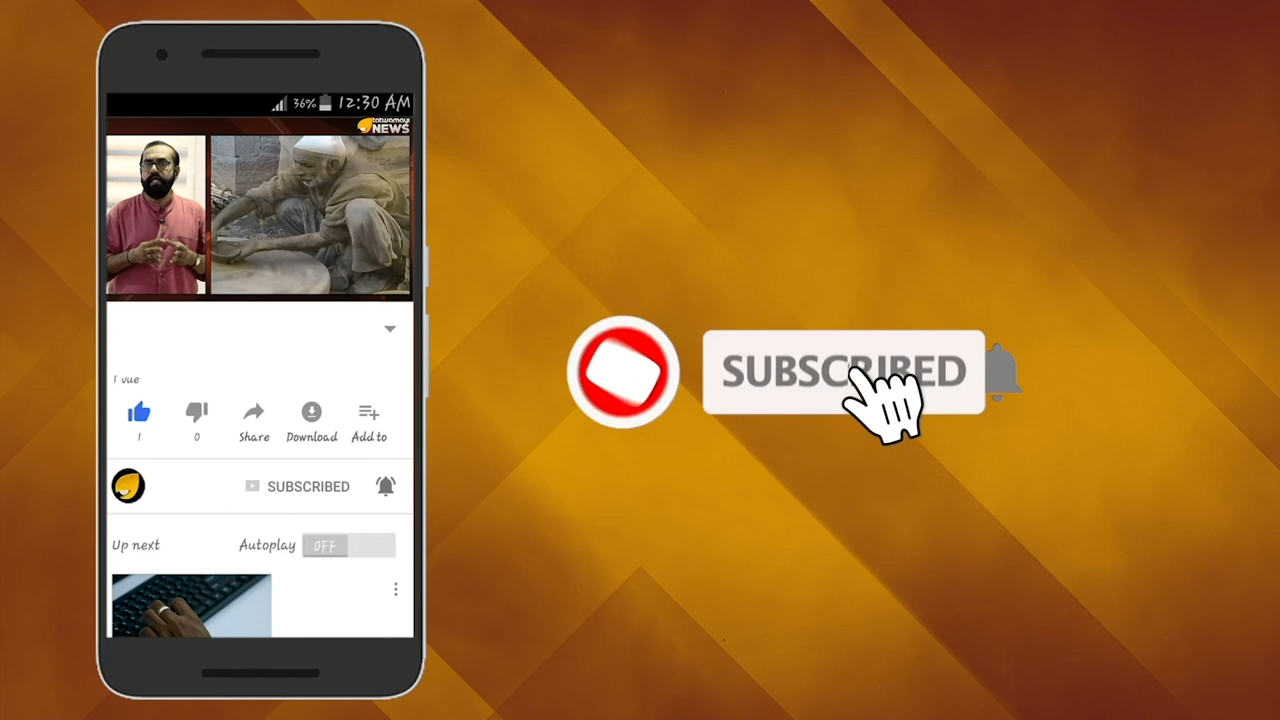 36% 12:30 AM
tatwamayi
NEWS
1 vue
1
0
Share
Download
Add to
SUBSCRIBED
Up next
Autoplay
OFF
SUBSCRIBED